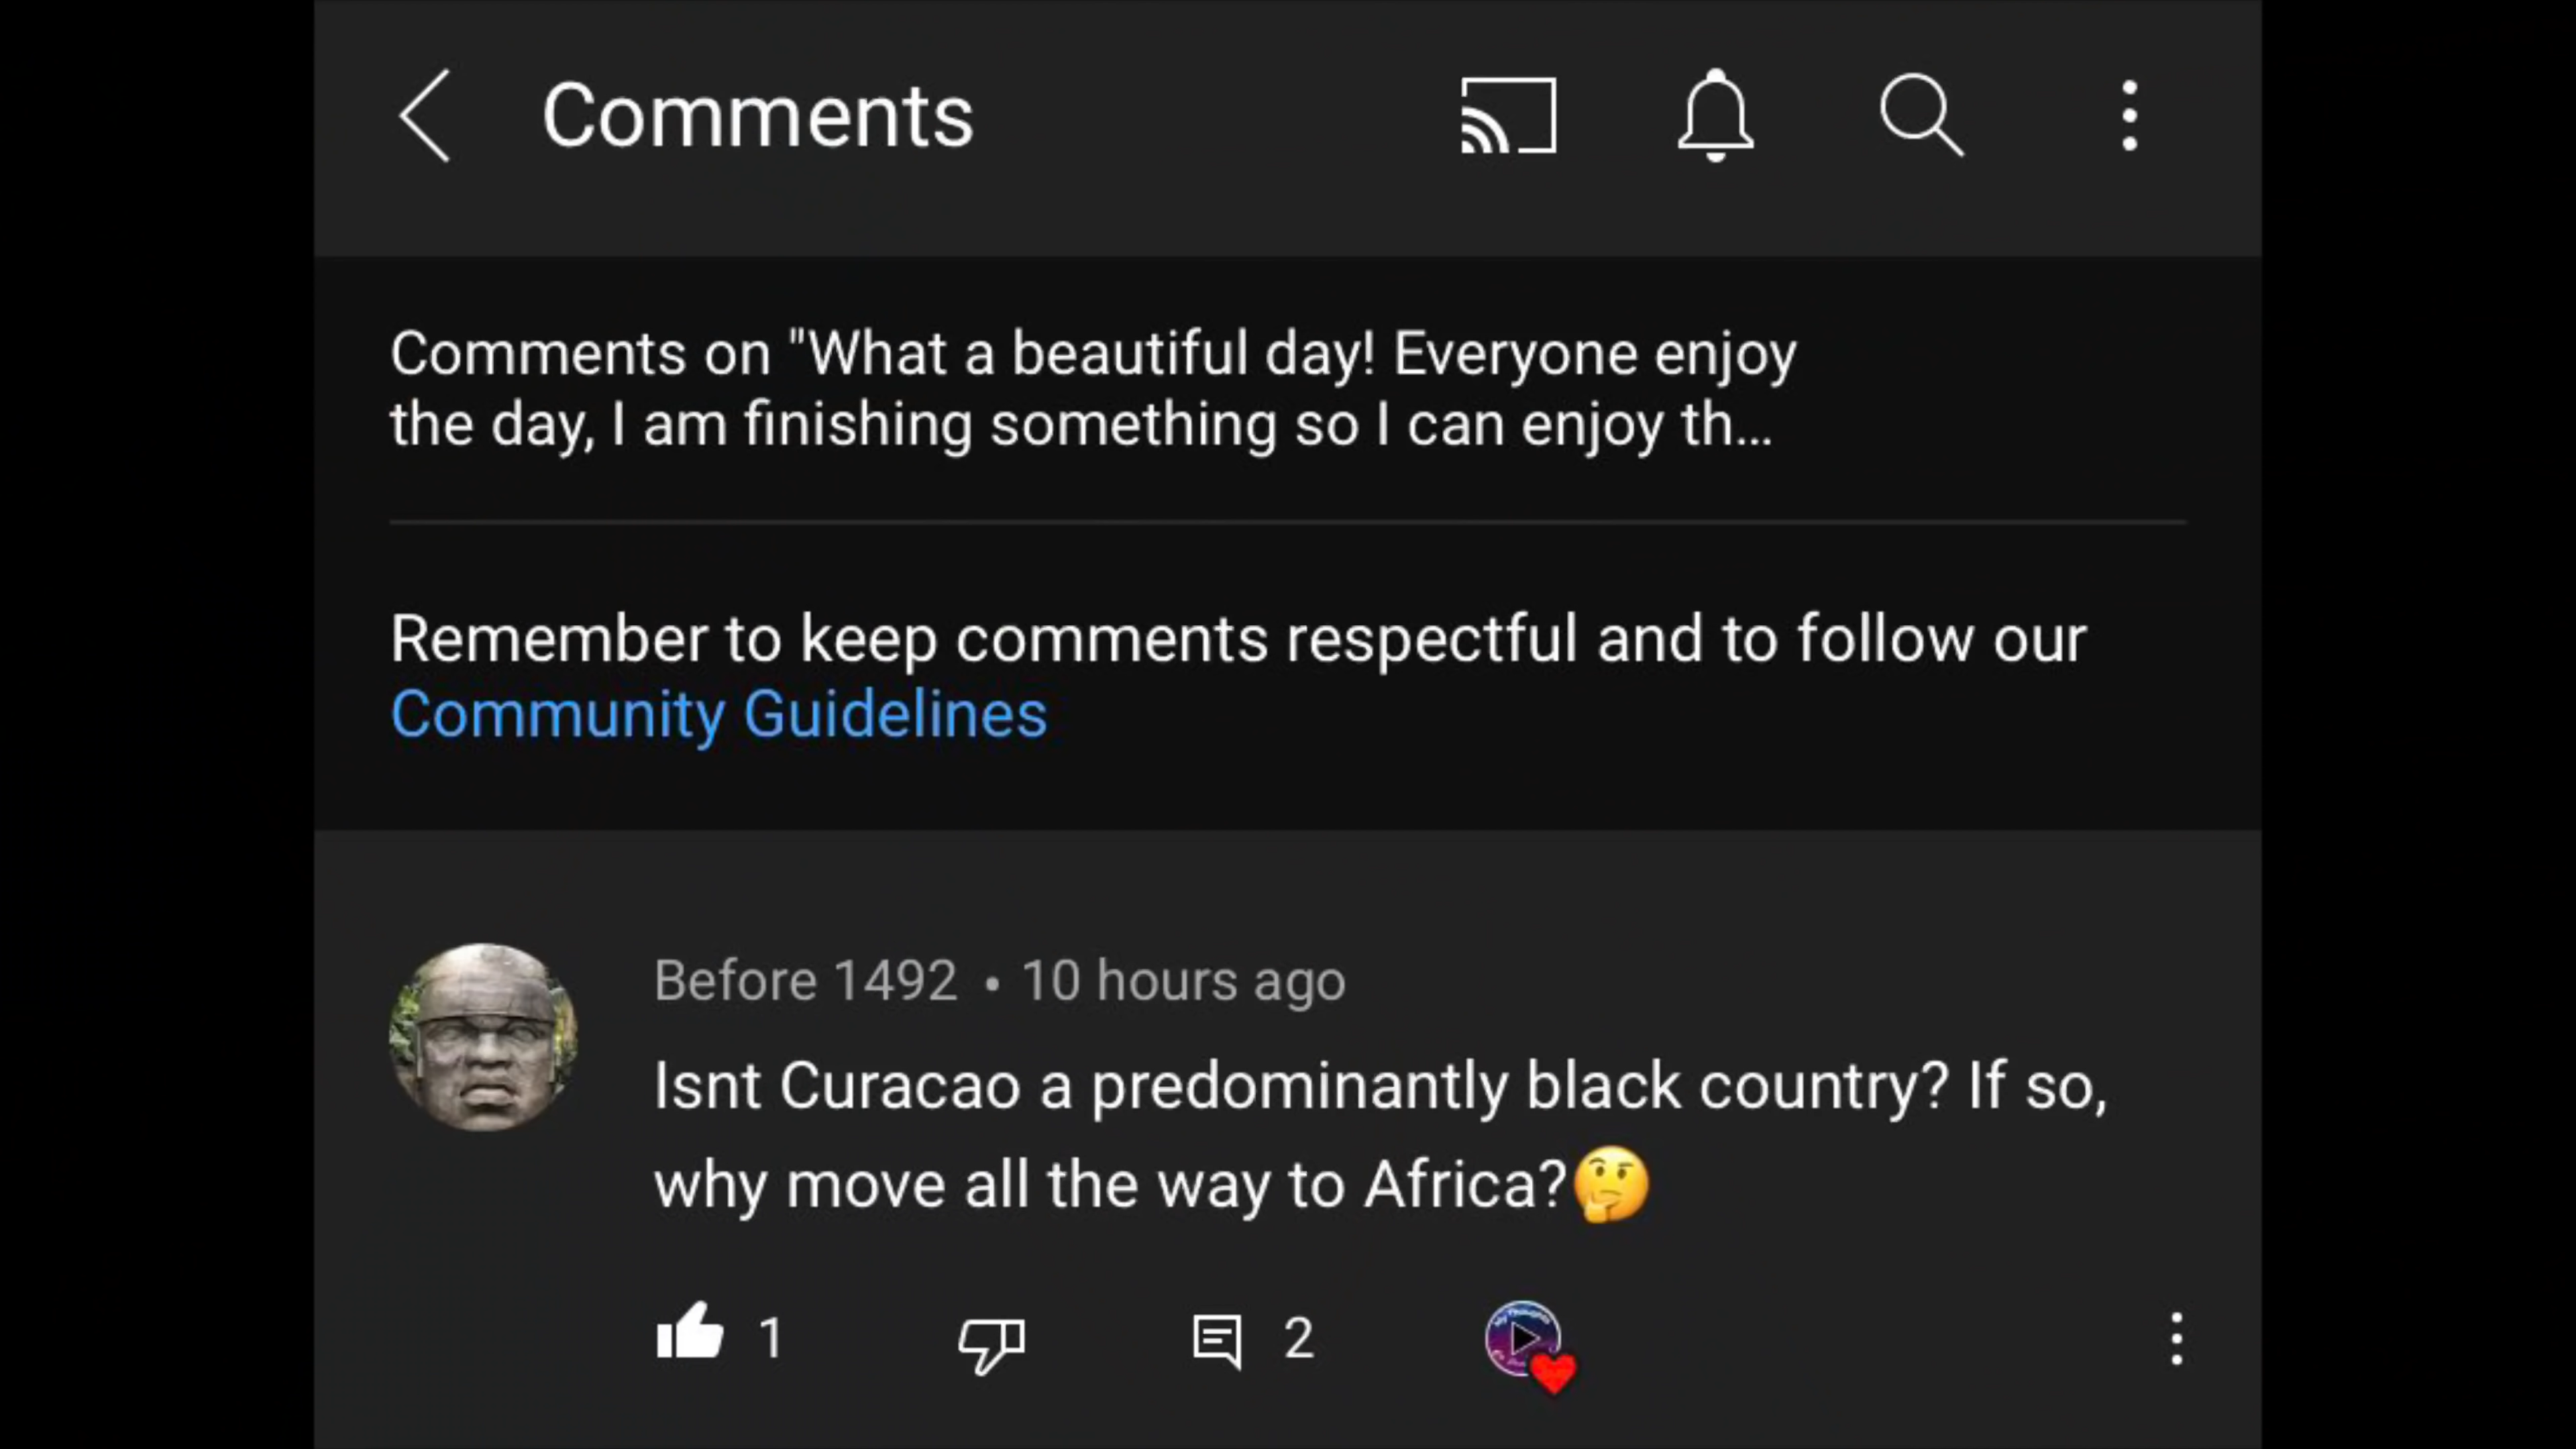 Comments
Comments on "What a beautiful day! Everyone enjoy
the day, I am finishing something so I can enjoy th...
Remember to keep comments respectful and to follow our
Community Guidelines
Before 1492 • 10 hours ago
Isnt Curacao a predominantly black country? If so,
why move all the way to Africa?🤔
1
2